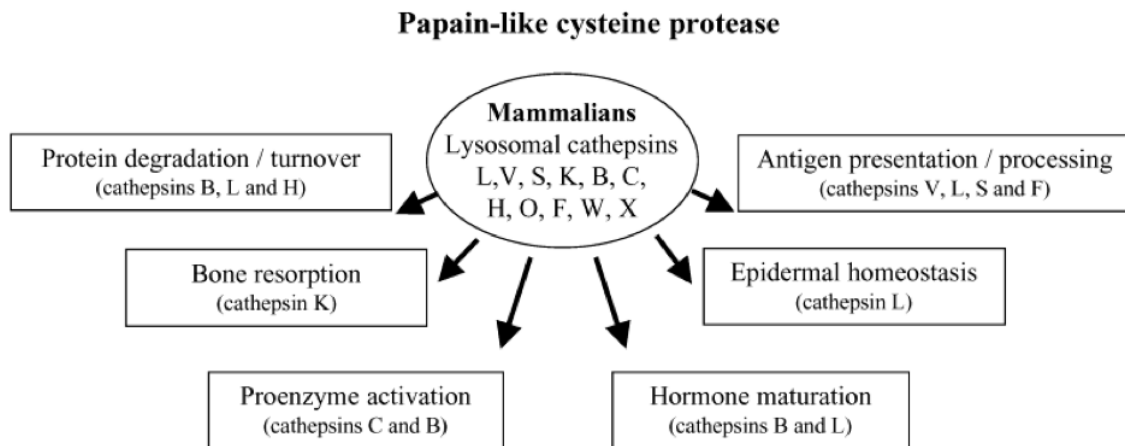 Papain-like cysteine protease
Mammalians
Lysosomal cathepsins
L,V, S, K, B, C,
H, O, F, W, X
Protein degradation / turnover
(cathepsins B, L and H)
Antigen presentation / processing
(cathepsins V, L, S and F)
Bone resorption
(cathepsin K)
Epidermal homeostasis
(cathepsin L)
Proenzyme activation
(cathepsins C and B)
Hormone maturation
(cathepsins B and L)